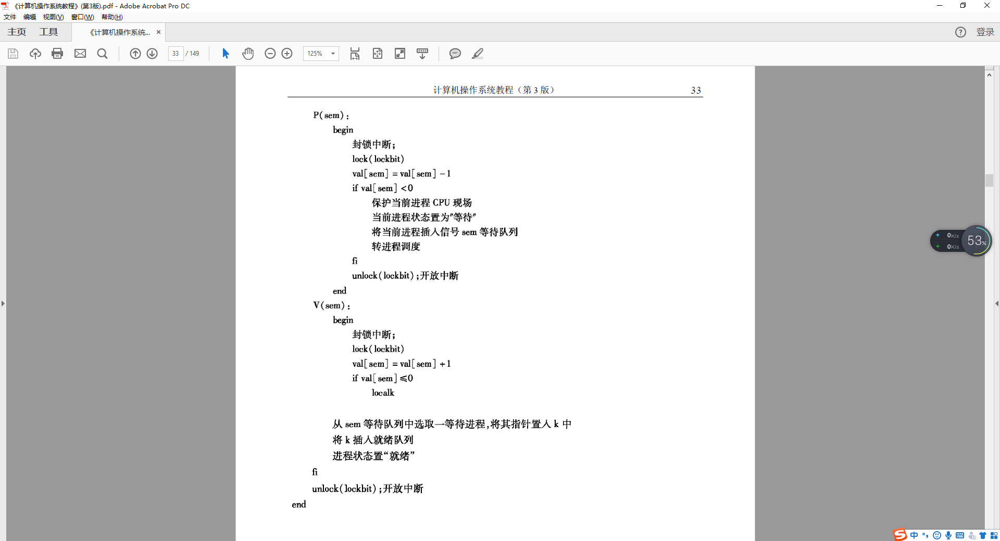 《计算机操作系统教程》(第3版).pdf - Adobe Acrobat Pro DC
文件 编辑 视图(V) 窗口(W) 帮助(H)
主页 工具 《计算机操作系统... × 登录
33 / 149 125%
计算机操作系统教程（第 3 版） 33
P(sem)：
begin
封锁中断；
lock(lockbit)
val[sem]=val[sem]-1
if val[sem]<0
保护当前进程 CPU 现场
当前进程状态置为″等待″
将当前进程插入信号 sem 等待队列
转进程调度
fi
unlock(lockbit);开放中断
end
V(sem)：
begin
封锁中断；
lock(lockbit)
val[sem]=val[sem]+1
if val[sem]≤0
localk
从 sem 等待队列中选取一等待进程,将其指针置入 k 中
将 k 插入就绪队列
进程状态置“就绪”
fi
unlock(lockbit);开放中断
end
0K/s
0K/s
53%
S 中